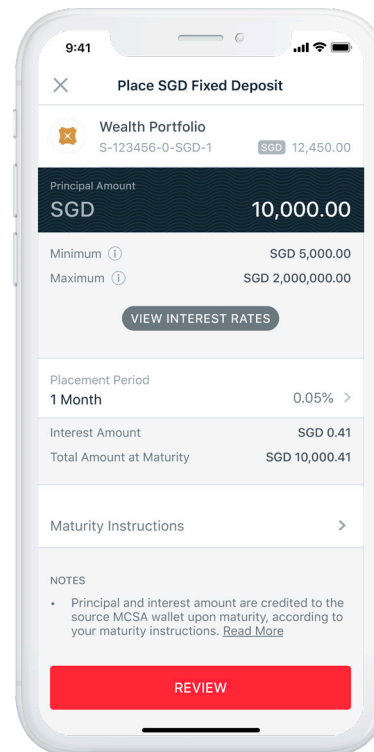 9:41
Place SGD Fixed Deposit
Wealth Portfolio
S-123456-0-SGD-1 SGD 12,450.00
Principal Amount
SGD 10,000.00
Minimum ⓘ SGD 5,000.00
Maximum ⓘ SGD 2,000,000.00
VIEW INTEREST RATES
Placement Period
1 Month 0.05% >
Interest Amount SGD 0.41
Total Amount at Maturity SGD 10,000.41
Maturity Instructions >
NOTES
• Principal and interest amount are credited to the
source MCSA wallet upon maturity, according to
your maturity instructions. Read More
REVIEW